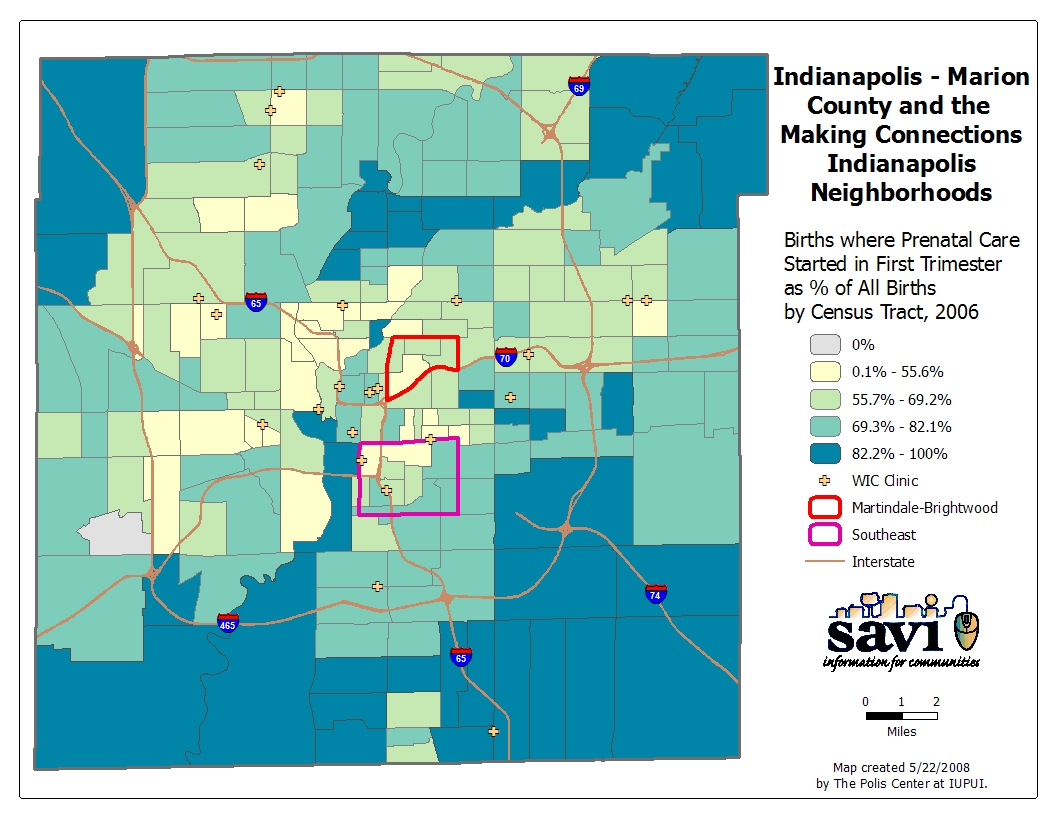 Indianapolis - Marion
County and the
Making Connections
Indianapolis
Neighborhoods
Births where Prenatal Care
Started in First Trimester
as % of All Births
by Census Tract, 2006
0%
0.1% - 55.6%
55.7% - 69.2%
69.3% - 82.1%
82.2% - 100%
WIC Clinic
Martindale-Brightwood
Southeast
Interstate
69
65
70
74
465
65
savi
information for communities
0 1 2
Miles
Map created 5/22/2008
by The Polis Center at IUPUI.